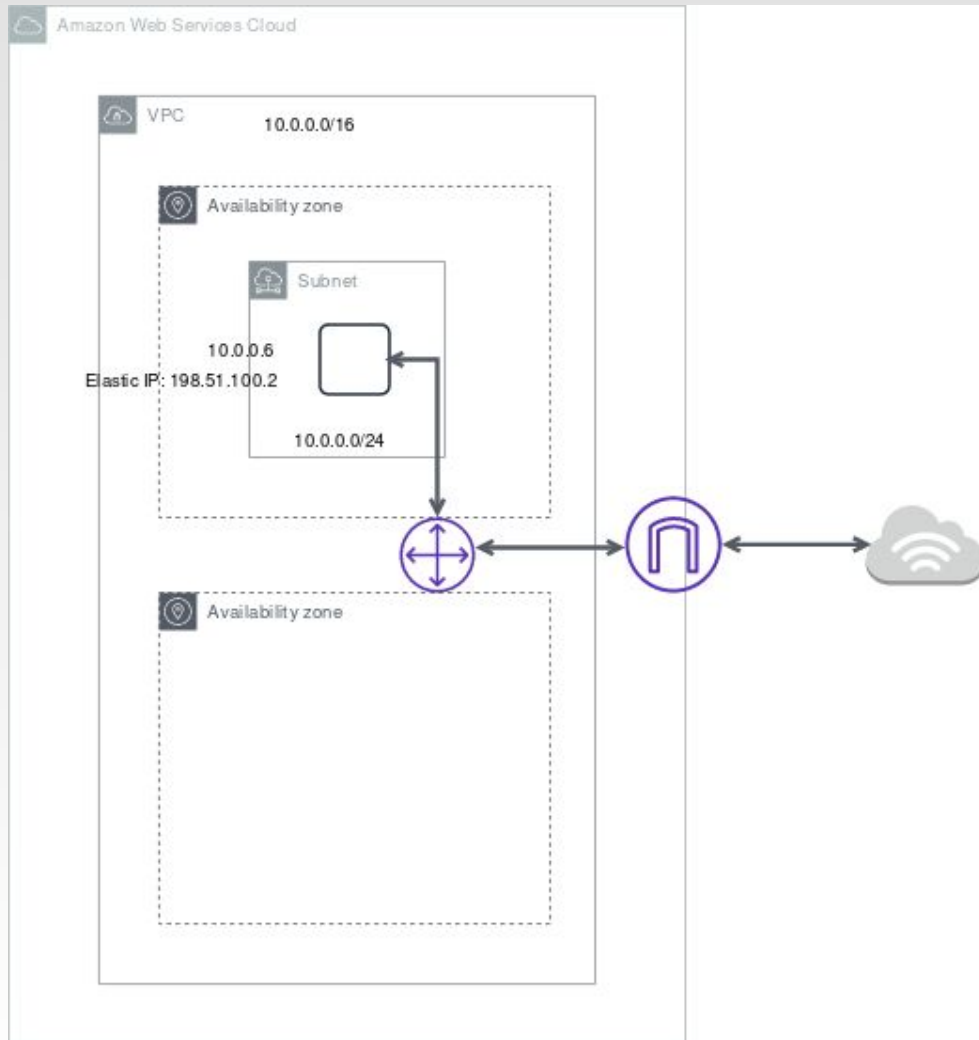 Amazon Web Services Cloud
VPC
10.0.0.0/16
Availability zone
Subnet
10.0.0.6
Elastic IP: 198.51.100.2
10.0.0.0/24
Availability zone